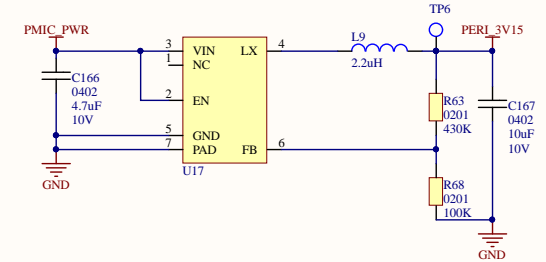 TP6
PMIC_PWR
L9
PERI_3V15
3 VIN LX 4
1 NC
2.2uH
C166
0402
4.7uF
10V
2 EN
R63
0201
430K
C167
0402
10uF
10V
5 GND
7 PAD FB 6
U17
GND
R68
0201
100K
GND